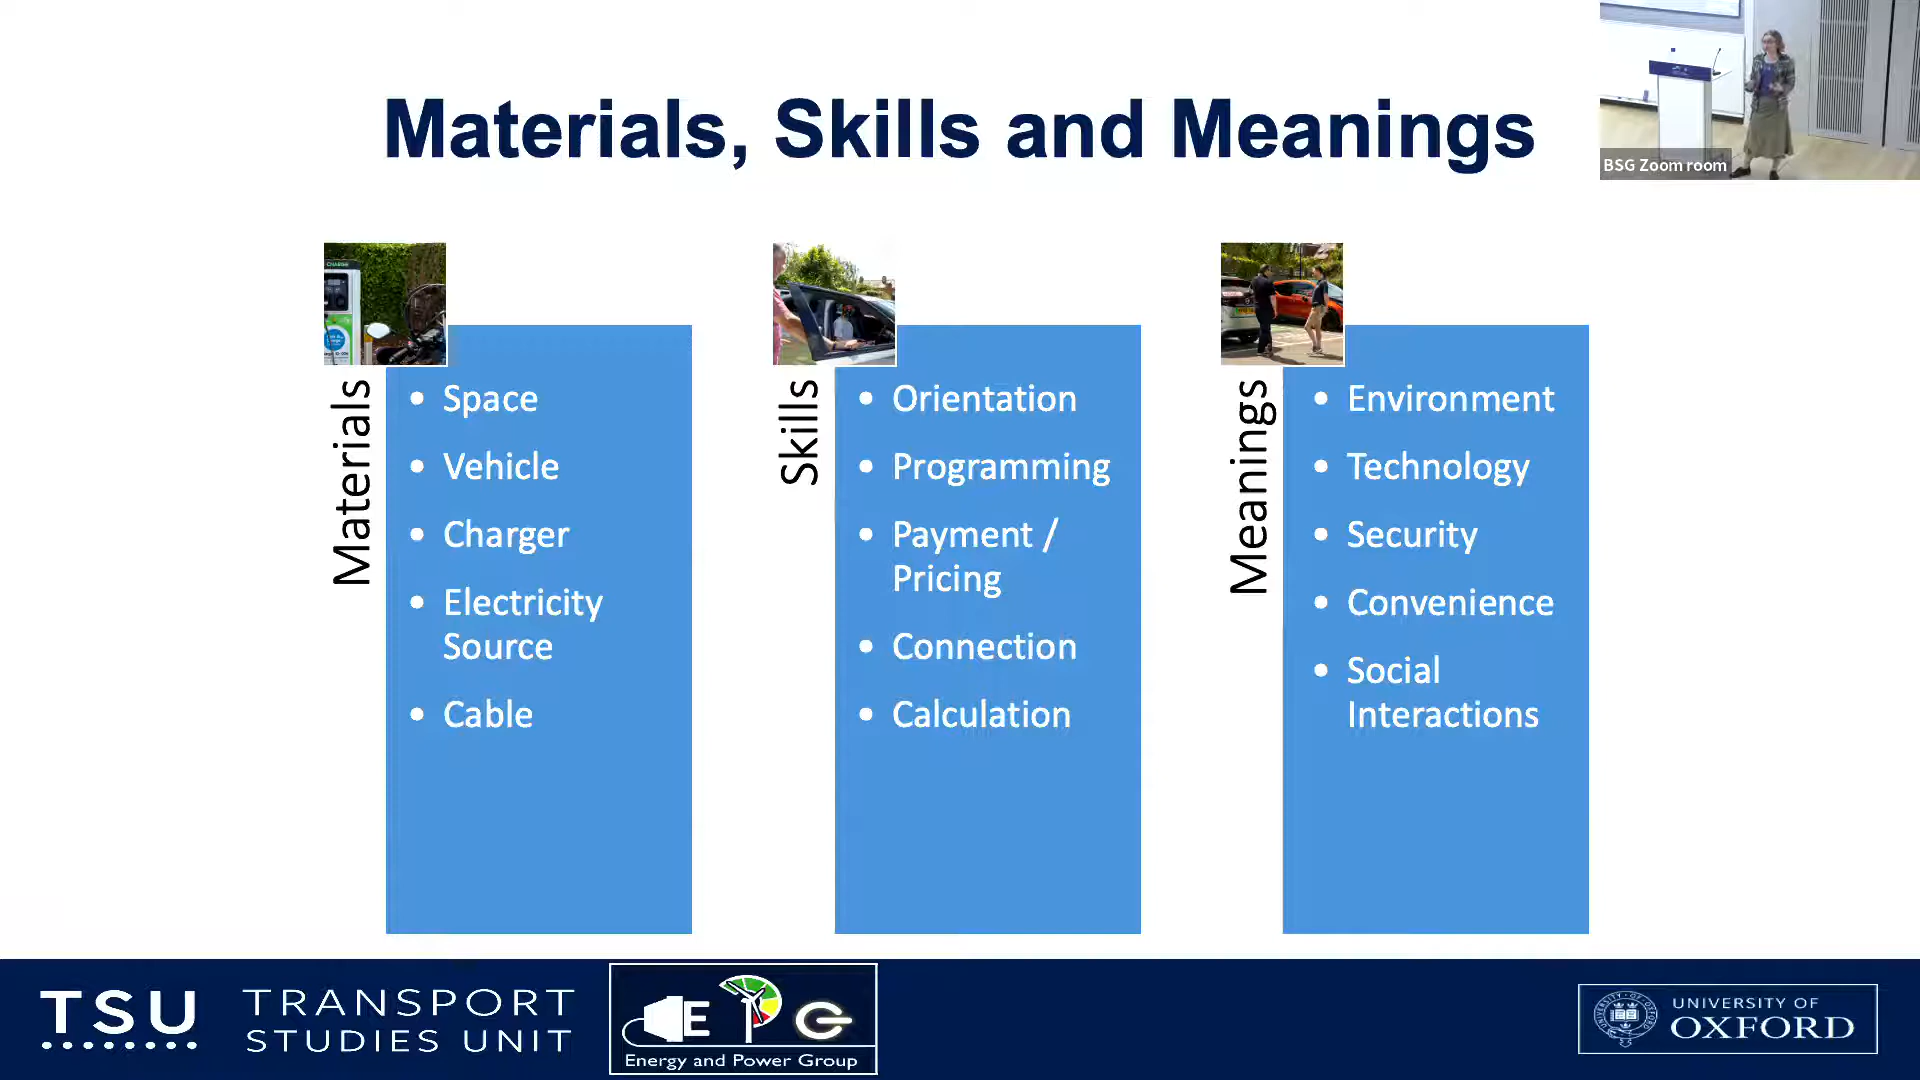 Materials, Skills and Meanings
BSG Zoom room
CHARGE
Materials
• Space
• Vehicle
• Charger
• Electricity
Source
• Cable
Skills
• Orientation
• Programming
• Payment /
Pricing
• Connection
• Calculation
Meanings
• Environment
• Technology
• Security
• Convenience
• Social
Interactions
TSU
TRANSPORT
STUDIES UNIT
EPG
Energy and Power Group
UNIVERSITY OF
OXFORD